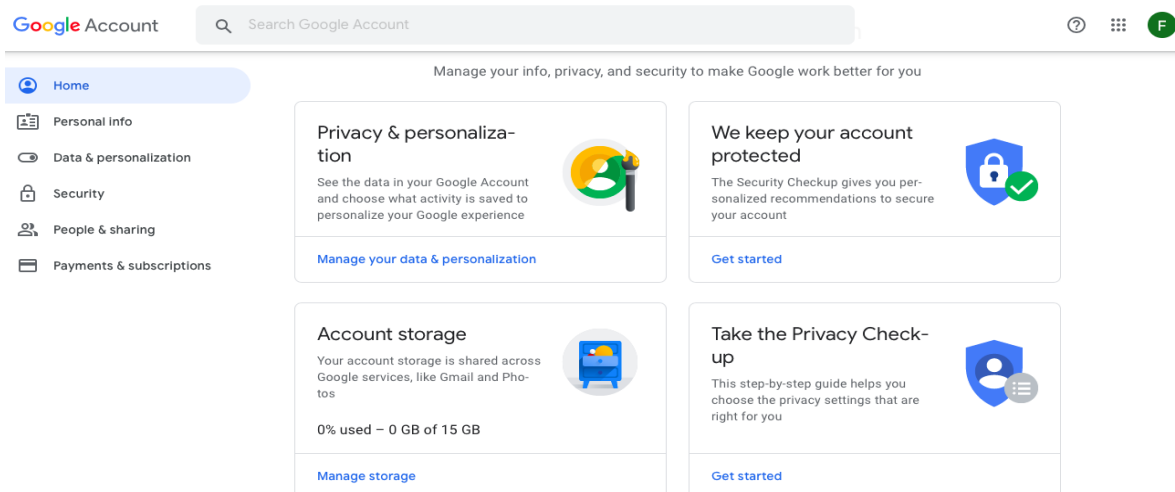 Google Account
Search Google Account
F
Home
Personal info
Data & personalization
Security
People & sharing
Payments & subscriptions
Manage your info, privacy, and security to make Google work better for you
Privacy & personaliza-
tion
See the data in your Google Account
and choose what activity is saved to
personalize your Google experience
Manage your data & personalization
We keep your account
protected
The Security Checkup gives you per-
sonalized recommendations to secure
your account
Get started
Account storage
Your account storage is shared across
Google services, like Gmail and Pho-
tos
0% used – 0 GB of 15 GB
Manage storage
Take the Privacy Check-
up
This step-by-step guide helps you
choose the privacy settings that are
right for you
Get started